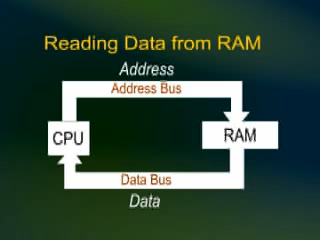 Reading Data from RAM
Address
Address Bus
CPU
RAM
Data Bus
Data